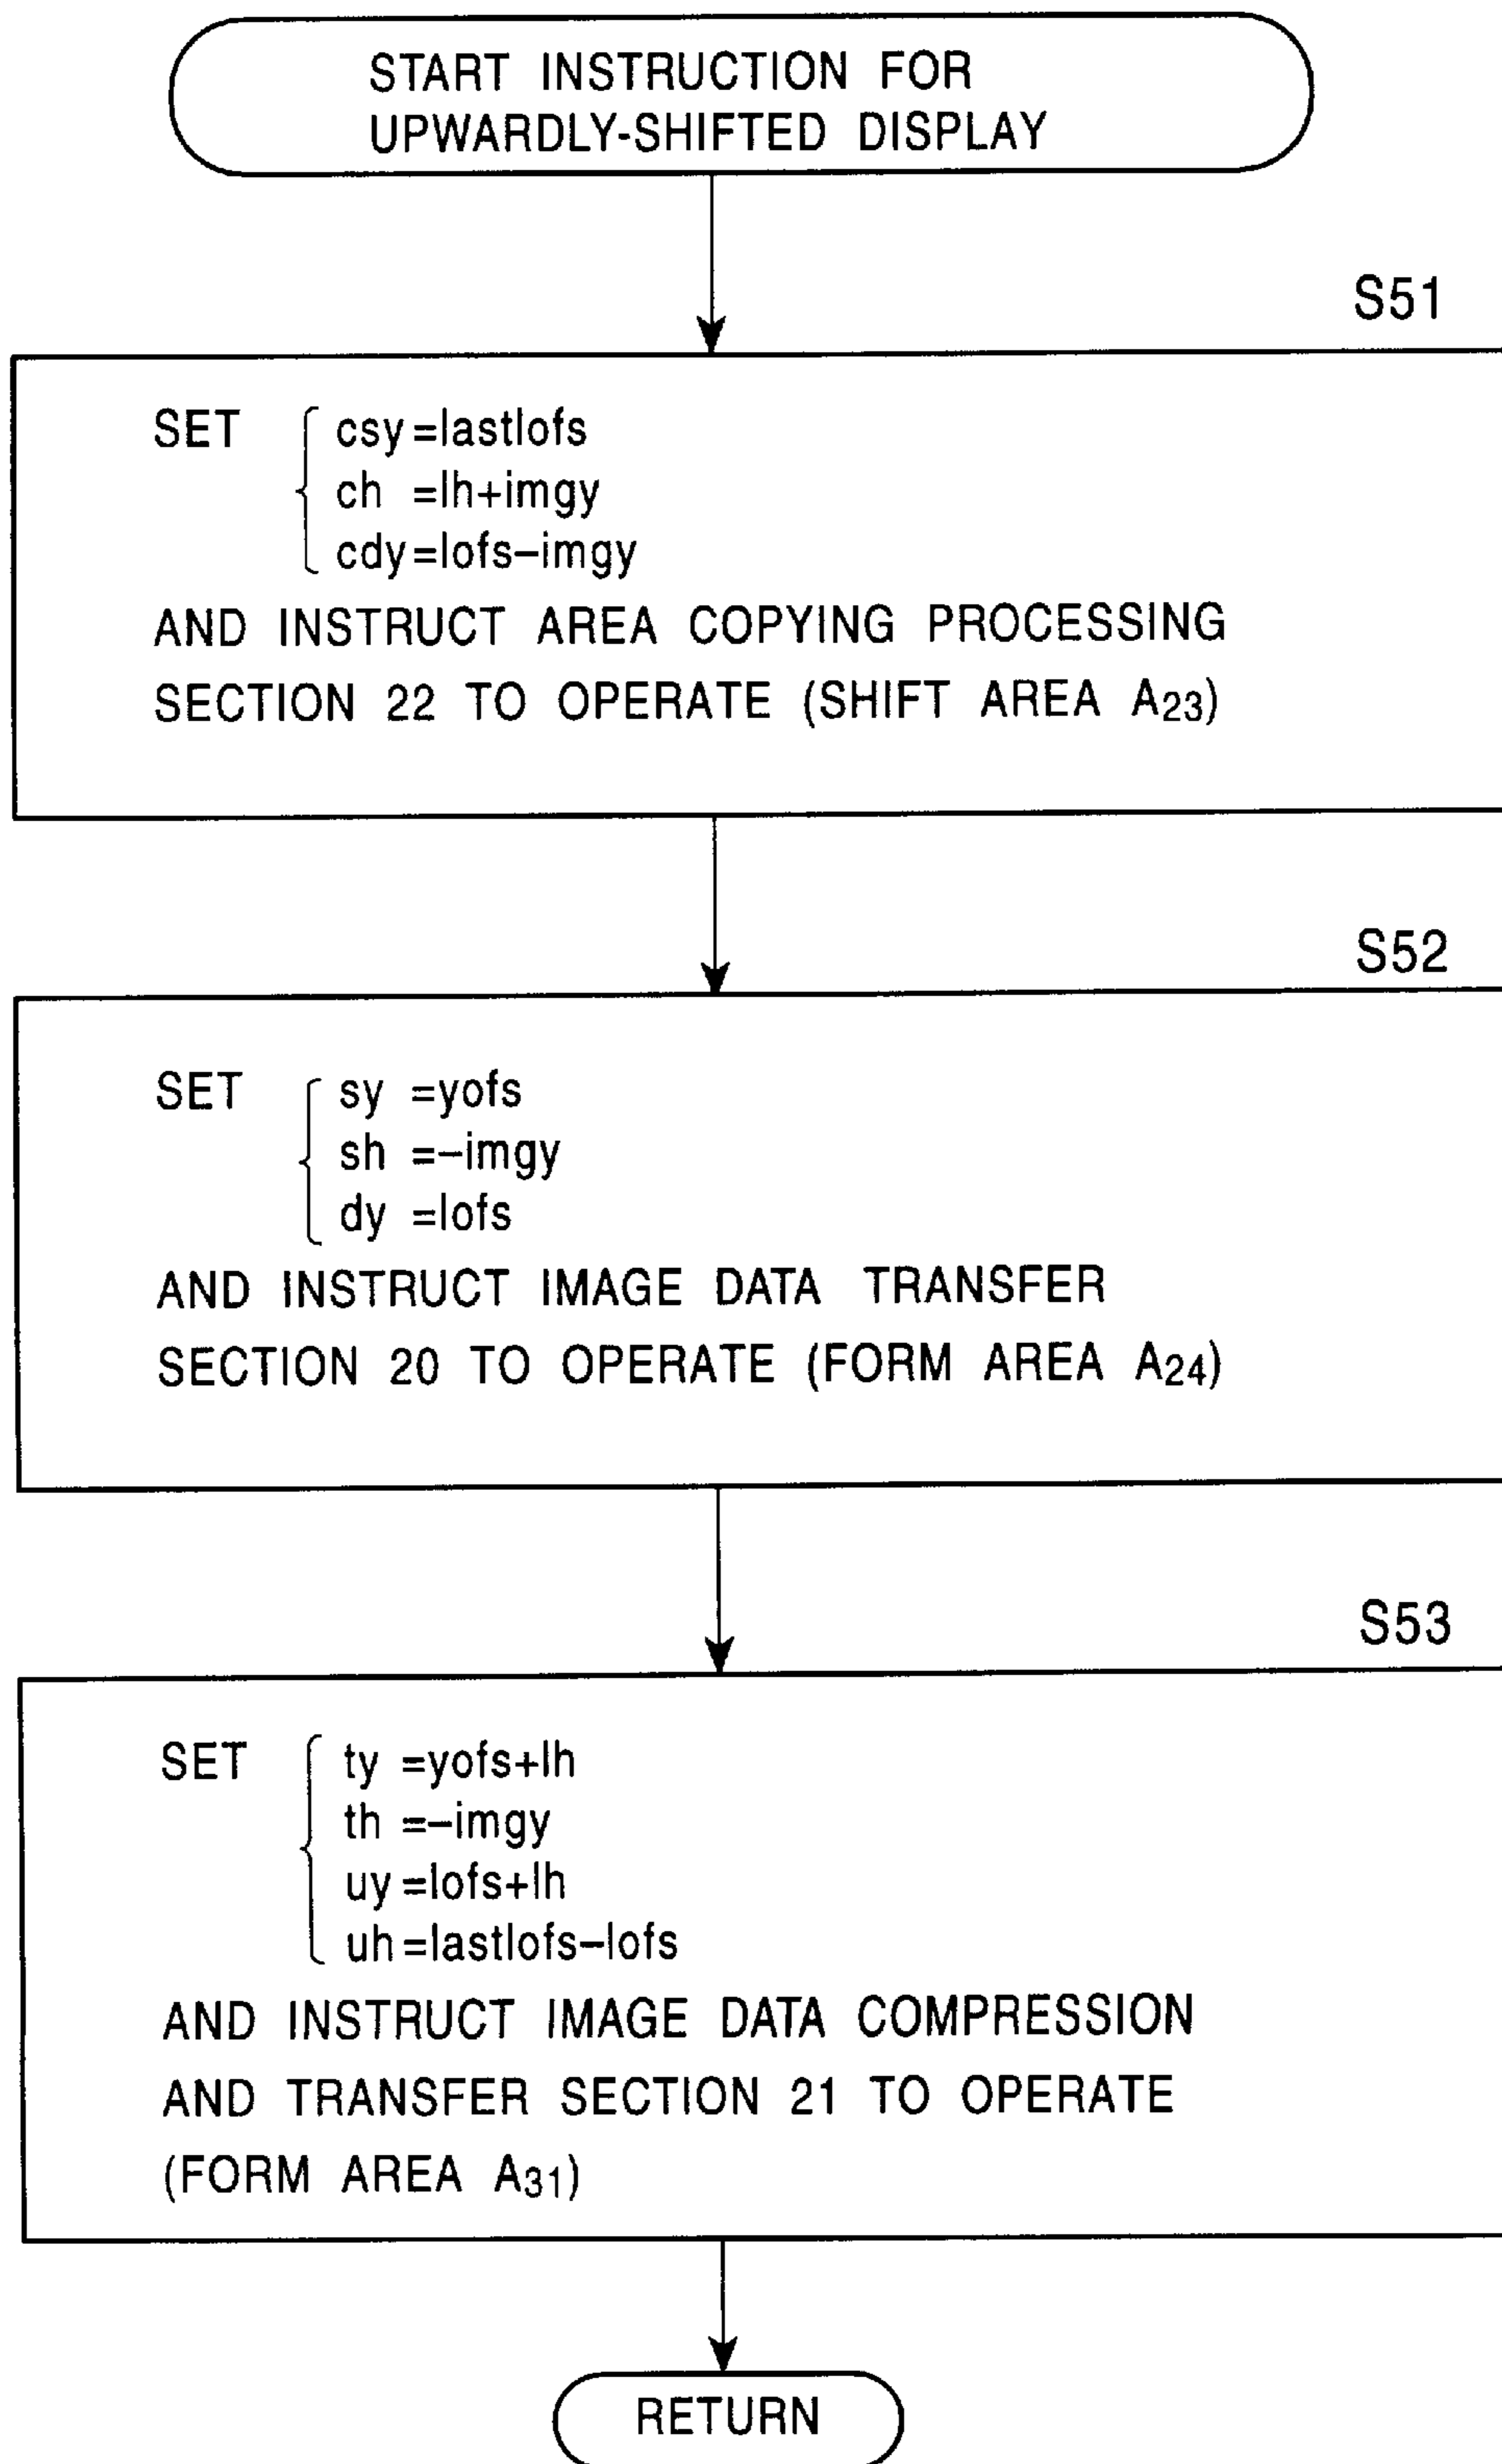 START INSTRUCTION FOR
UPWARDLY-SHIFTED DISPLAY
S51
SET csy=lastlofs
ch =lh+imgy
cdy=lofs−imgy
AND INSTRUCT AREA COPYING PROCESSING
SECTION 22 TO OPERATE (SHIFT AREA A23)
S52
SET sy =yofs
sh =−imgy
dy =lofs
AND INSTRUCT IMAGE DATA TRANSFER
SECTION 20 TO OPERATE (FORM AREA A24)
S53
SET ty =yofs+lh
th =−imgy
uy=lofs+lh
uh=lastlofs−lofs
AND INSTRUCT IMAGE DATA COMPRESSION
AND TRANSFER SECTION 21 TO OPERATE
(FORM AREA A31)
RETURN